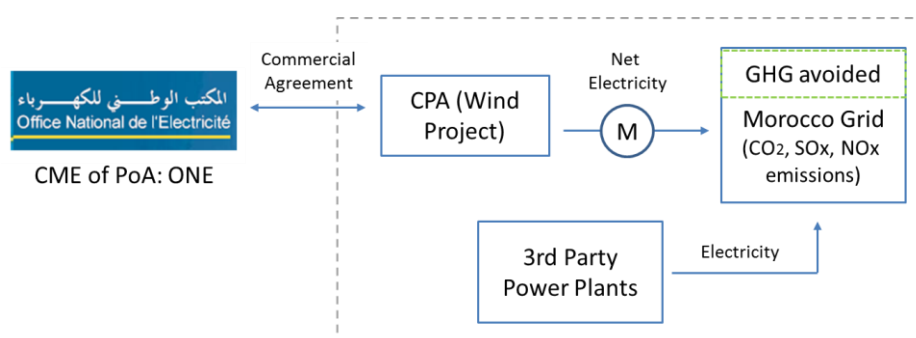 المكتب الوطني للكهرباء
Office National de l'Electricité
CME of PoA: ONE
Commercial
Agreement
CPA (Wind
Project)
Net
Electricity
M
GHG avoided
Morocco Grid
(CO2, SOx, NOx
emissions)
3rd Party
Power Plants
Electricity